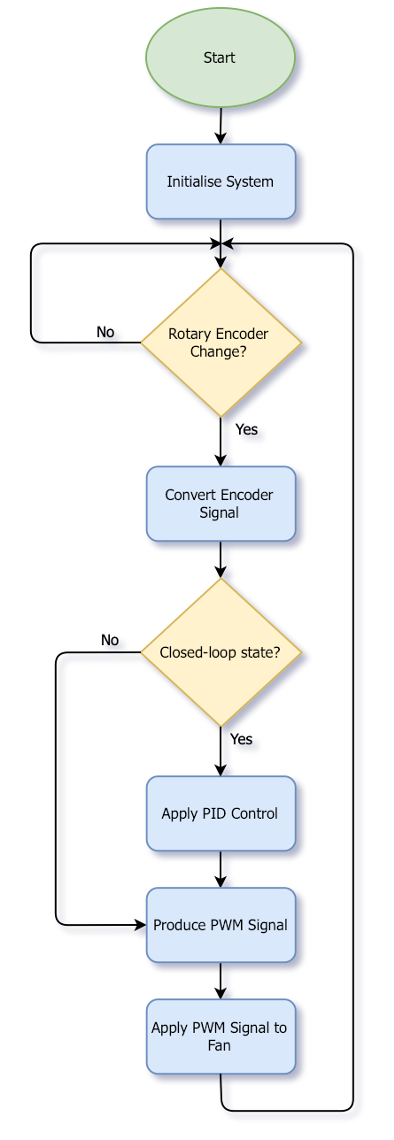 Start
Initialise System
No
Rotary Encoder
Change?
Yes
Convert Encoder
Signal
No
Closed-loop state?
Yes
Apply PID Control
Produce PWM Signal
Apply PWM Signal to
Fan